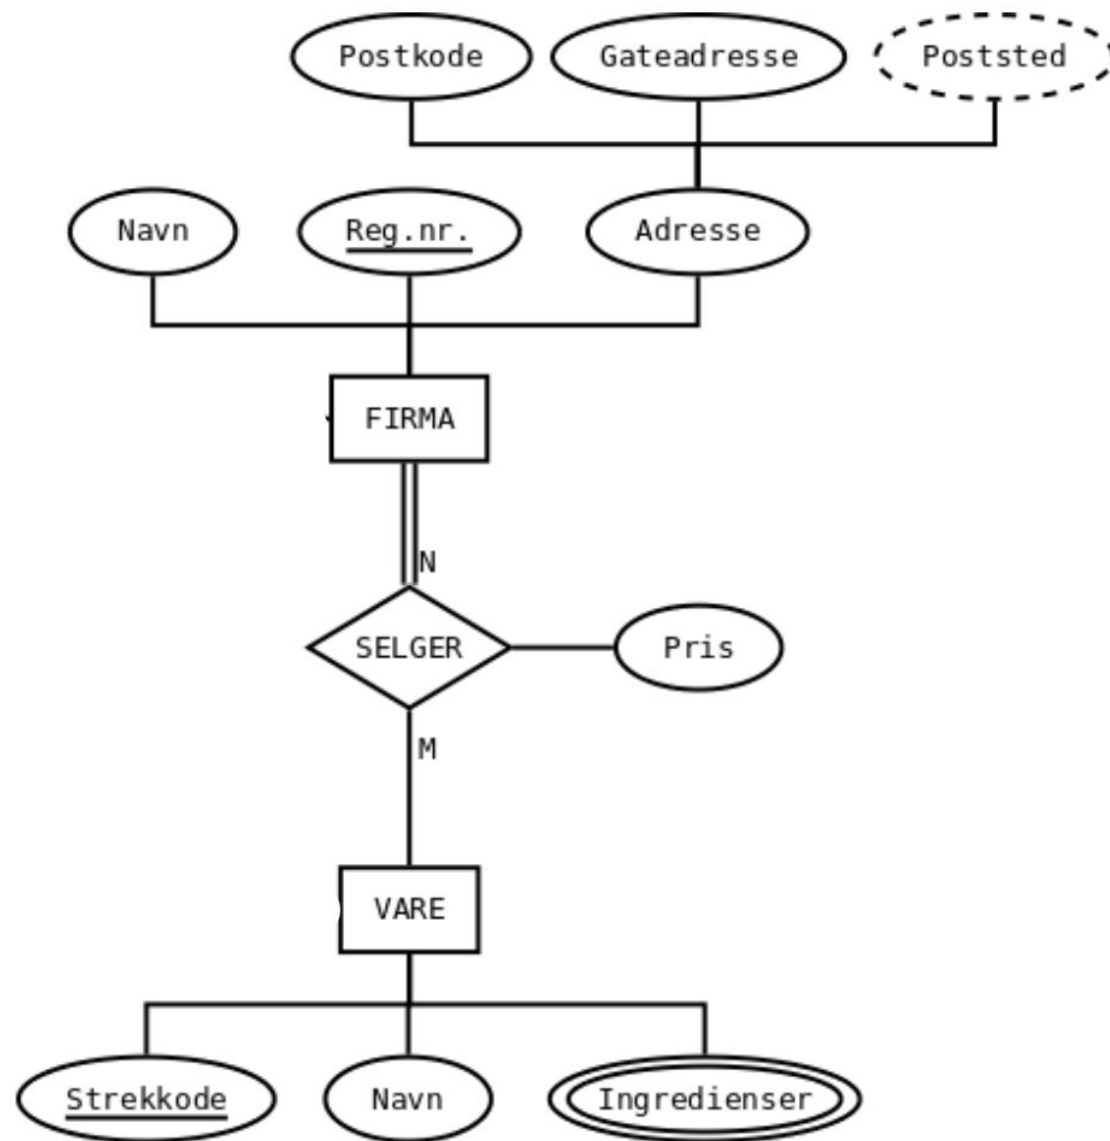 Postkode
Gateadresse
Poststed
Navn
Reg.nr.
Adresse
FIRMA
N
SELGER
Pris
M
VARE
Strekkode
Navn
Ingredienser